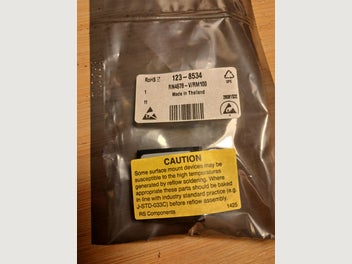 RoHS
123-8534
RN4870-V/RM100
Made in Thailand
1
CAUTION
Some surface mount devices may be
susceptible to the high temperatures
generated by reflow soldering. Where
appropriate these parts should be baked
in line with industry standard practice (e.g.
J-STD-033C) before reflow assembly.
RS Components
1425